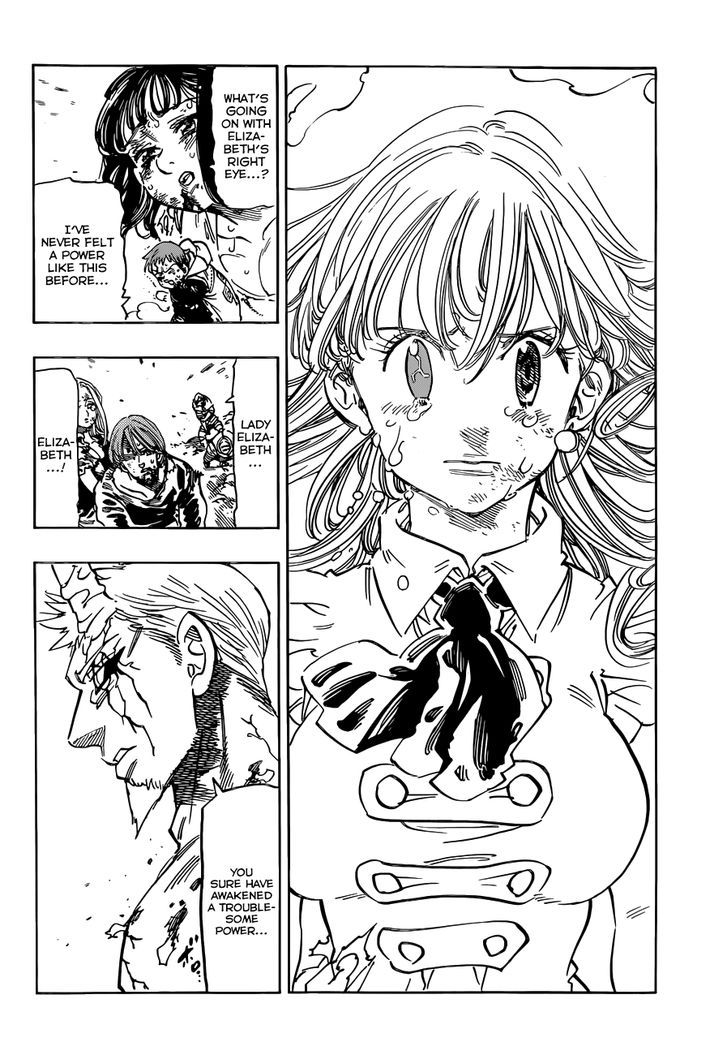 WHAT'S
GOING
ON WITH
ELIZA-
BETH'S
RIGHT
EYE...?
I'VE
NEVER FELT
A POWER
LIKE THIS
BEFORE...
LADY
ELIZA-
BETH
...
ELIZA-
BETH
...!
YOU
SURE HAVE
AWAKENED
A TROUBLE-
SOME
POWER...